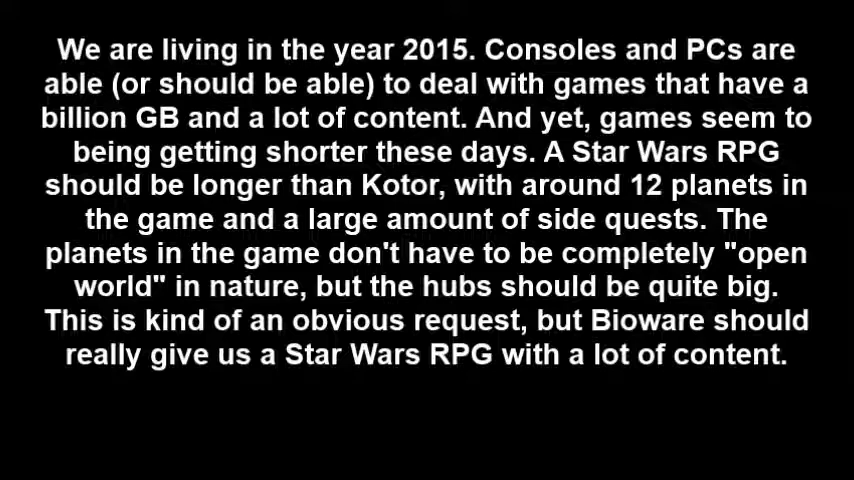 We are living in the year 2015. Consoles and PCs are
able (or should be able) to deal with games that have a
billion GB and a lot of content. And yet, games seem to
being getting shorter these days. A Star Wars RPG
should be longer than Kotor, with around 12 planets in
the game and a large amount of side quests. The
planets in the game don't have to be completely "open
world" in nature, but the hubs should be quite big.
This is kind of an obvious request, but Bioware should
really give us a Star Wars RPG with a lot of content.